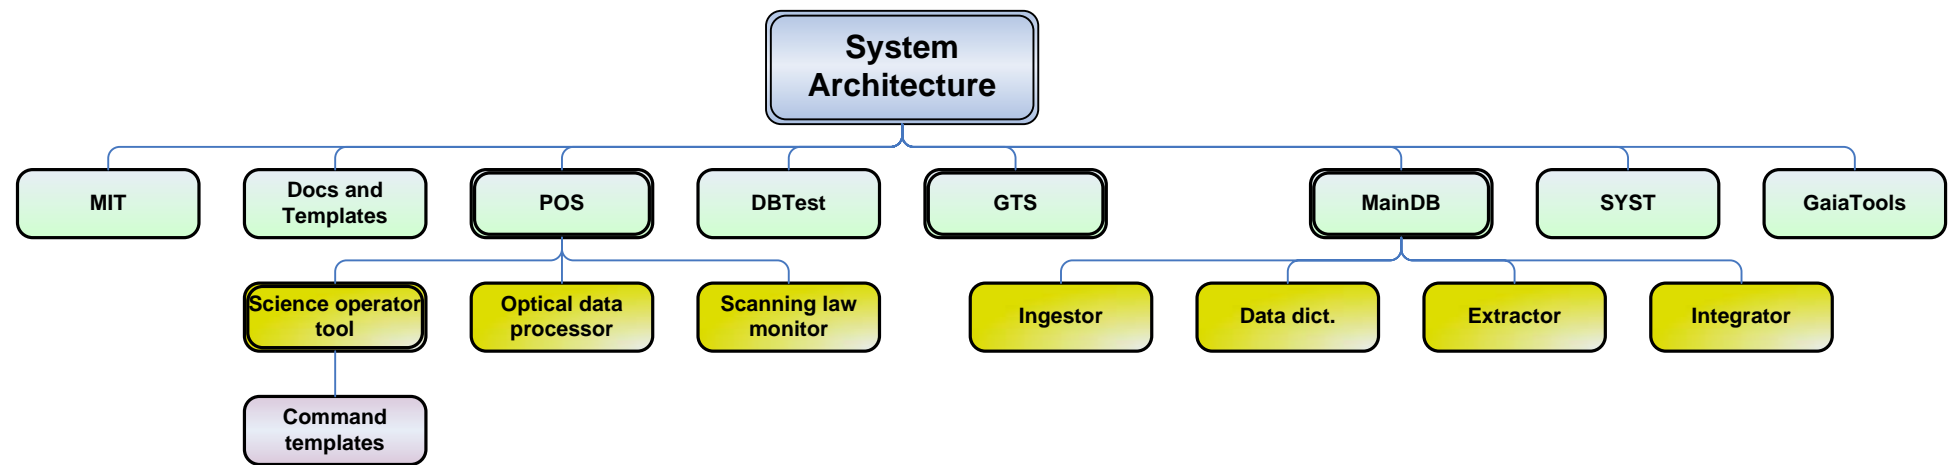 System
Architecture
MIT
Docs and
Templates
POS
DBTest
GTS
MainDB
SYST
GaiaTools
Science operator
tool
Optical data
processor
Scanning law
monitor
Ingestor
Data dict.
Extractor
Integrator
Command
templates